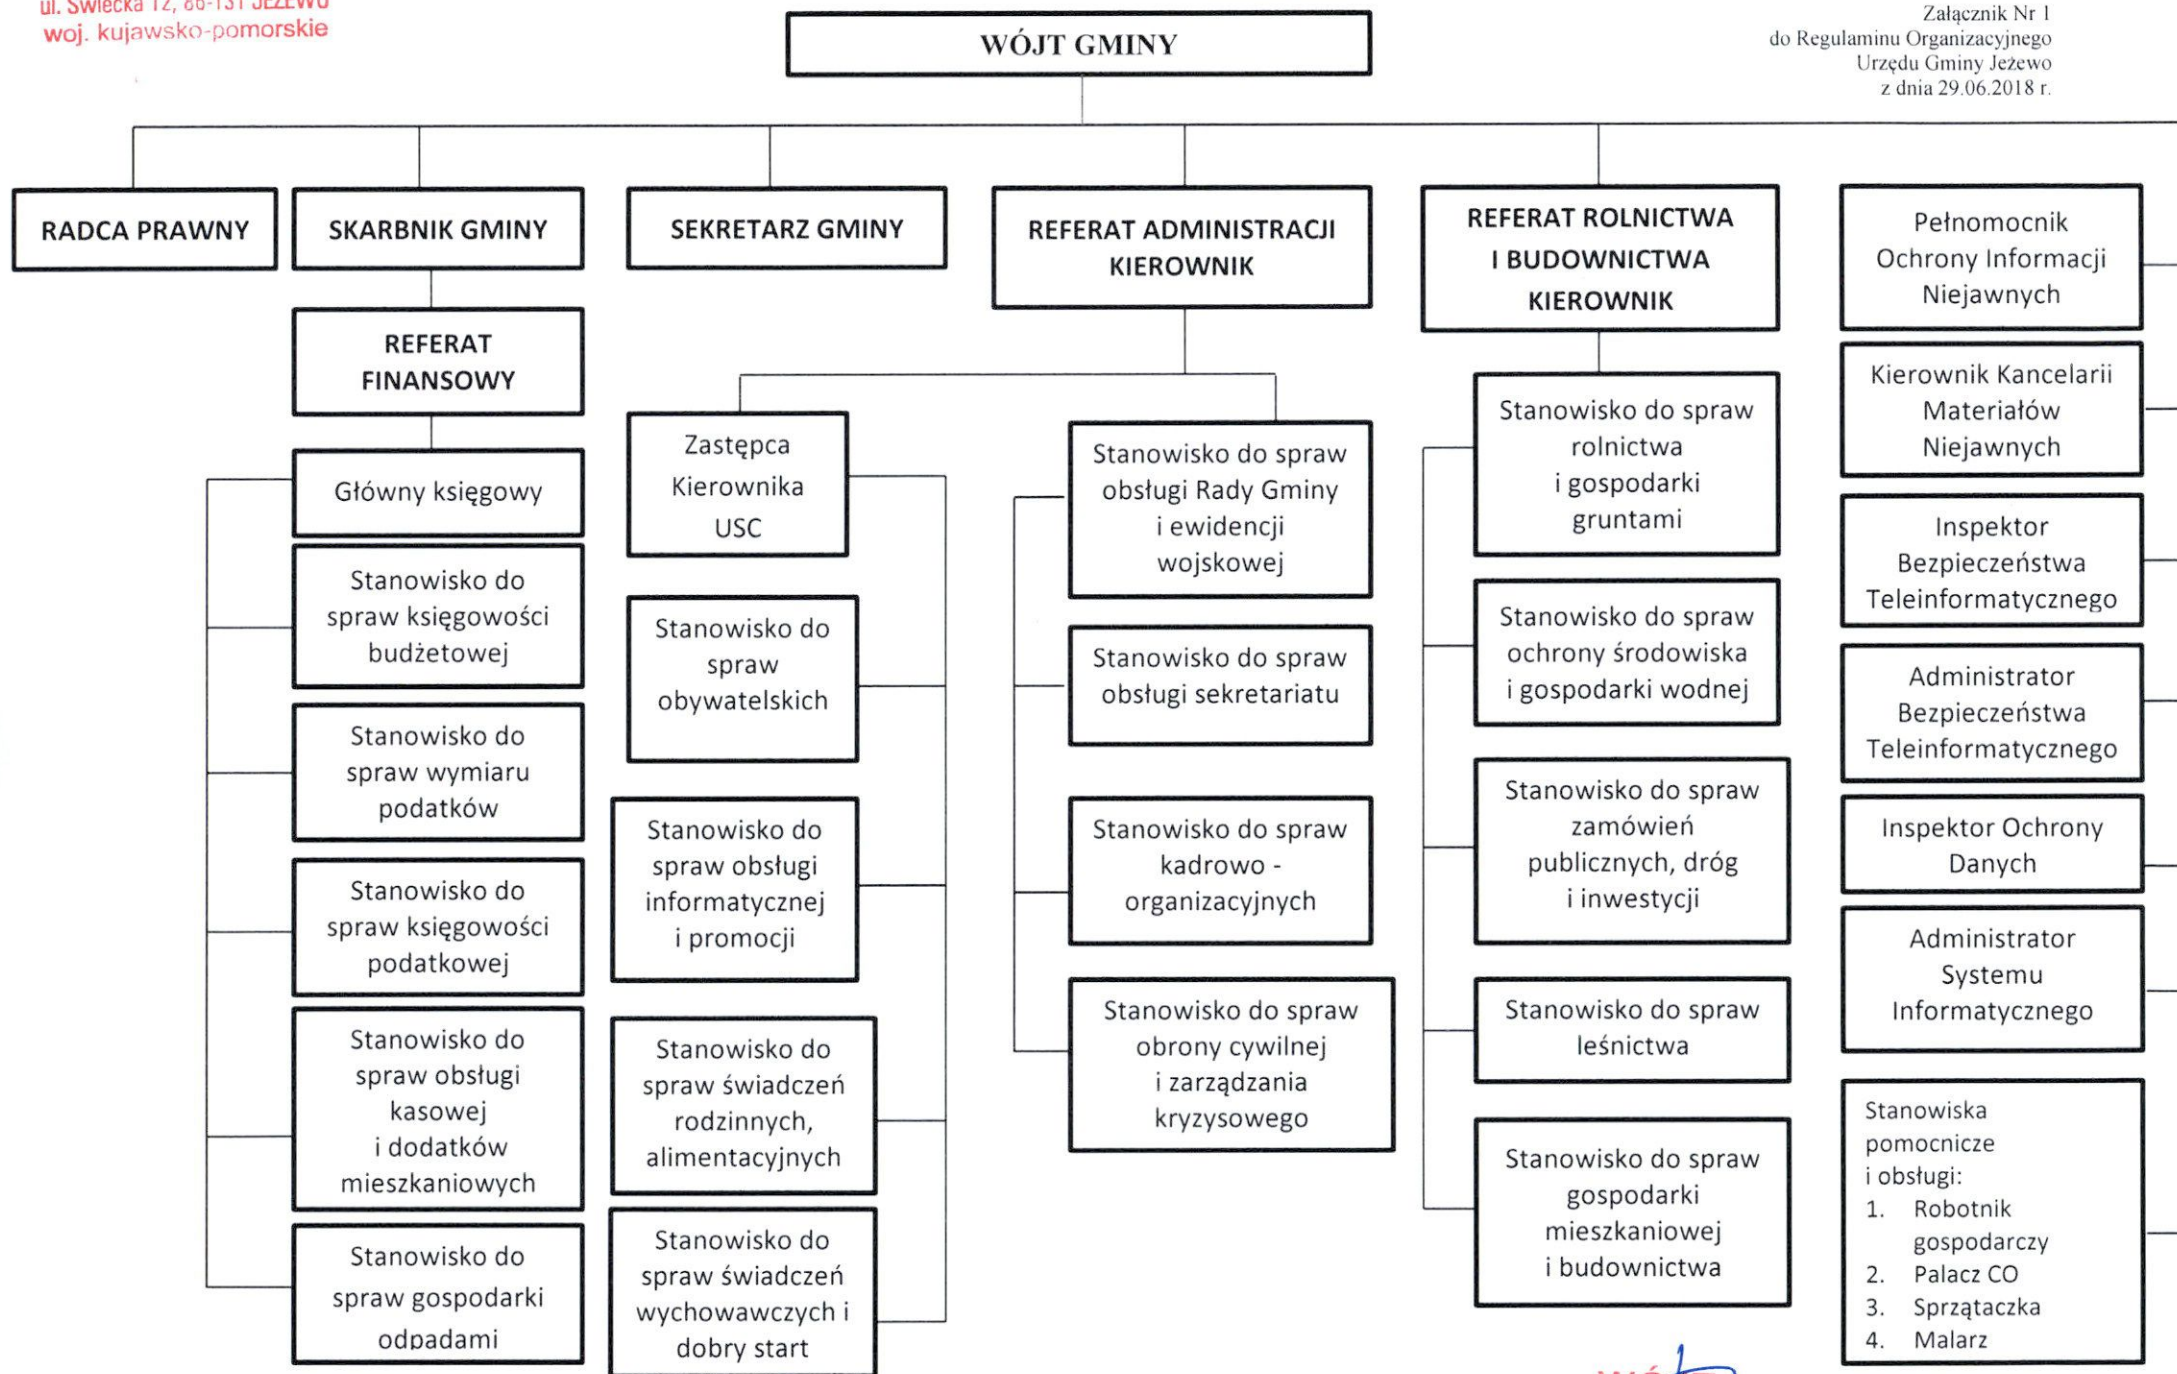 ul. Świecka 12, 86-131 JEŻEWO
woj. kujawsko-pomorskie
Załącznik Nr 1
do Regulaminu Organizacyjnego
Urzędu Gminy Jeżewo
z dnia 29.06.2018 r.
WÓJT GMINY
RADCA PRAWNY
SKARBNIK GMINY
SEKRETARZ GMINY
REFERAT ADMINISTRACJI
KIEROWNIK
REFERAT ROLNICTWA
I BUDOWNICTWA
KIEROWNIK
REFERAT
FINANSOWY
Główny księgowy
Stanowisko do
spraw księgowości
budżetowej
Stanowisko do
spraw wymiaru
podatków
Stanowisko do
spraw księgowości
podatkowej
Stanowisko do
spraw obsługi
kasowej
i dodatków
mieszkaniowych
Stanowisko do
spraw gospodarki
odpadami
Zastępca
Kierownika
USC
Stanowisko do
spraw
obywatelskich
Stanowisko do
spraw obsługi
informatycznej
i promocji
Stanowisko do
spraw świadczeń
rodzinnych,
alimentacyjnych
Stanowisko do
spraw świadczeń
wychowawczych i
dobry start
Stanowisko do spraw
obsługi Rady Gminy
i ewidencji
wojskowej
Stanowisko do spraw
obsługi sekretariatu
Stanowisko do spraw
kadrowo -
organizacyjnych
Stanowisko do spraw
obrony cywilnej
i zarządzania
kryzysowego
Stanowisko do spraw
rolnictwa
i gospodarki
gruntami
Stanowisko do spraw
ochrony środowiska
i gospodarki wodnej
Stanowisko do spraw
zamówień
publicznych, dróg
i inwestycji
Stanowisko do spraw
leśnictwa
Stanowisko do spraw
gospodarki
mieszkaniowej
i budownictwa
Pełnomocnik
Ochrony Informacji
Niejawnych
Kierownik Kancelarii
Materiałów
Niejawnych
Inspektor
Bezpieczeństwa
Teleinformatycznego
Administrator
Bezpieczeństwa
Teleinformatycznego
Inspektor Ochrony
Danych
Administrator
Systemu
Informatycznego
Stanowiska
pomocnicze
i obsługi:
1. Robotnik
gospodarczy
2. Palacz CO
3. Sprzątaczka
4. Malarz